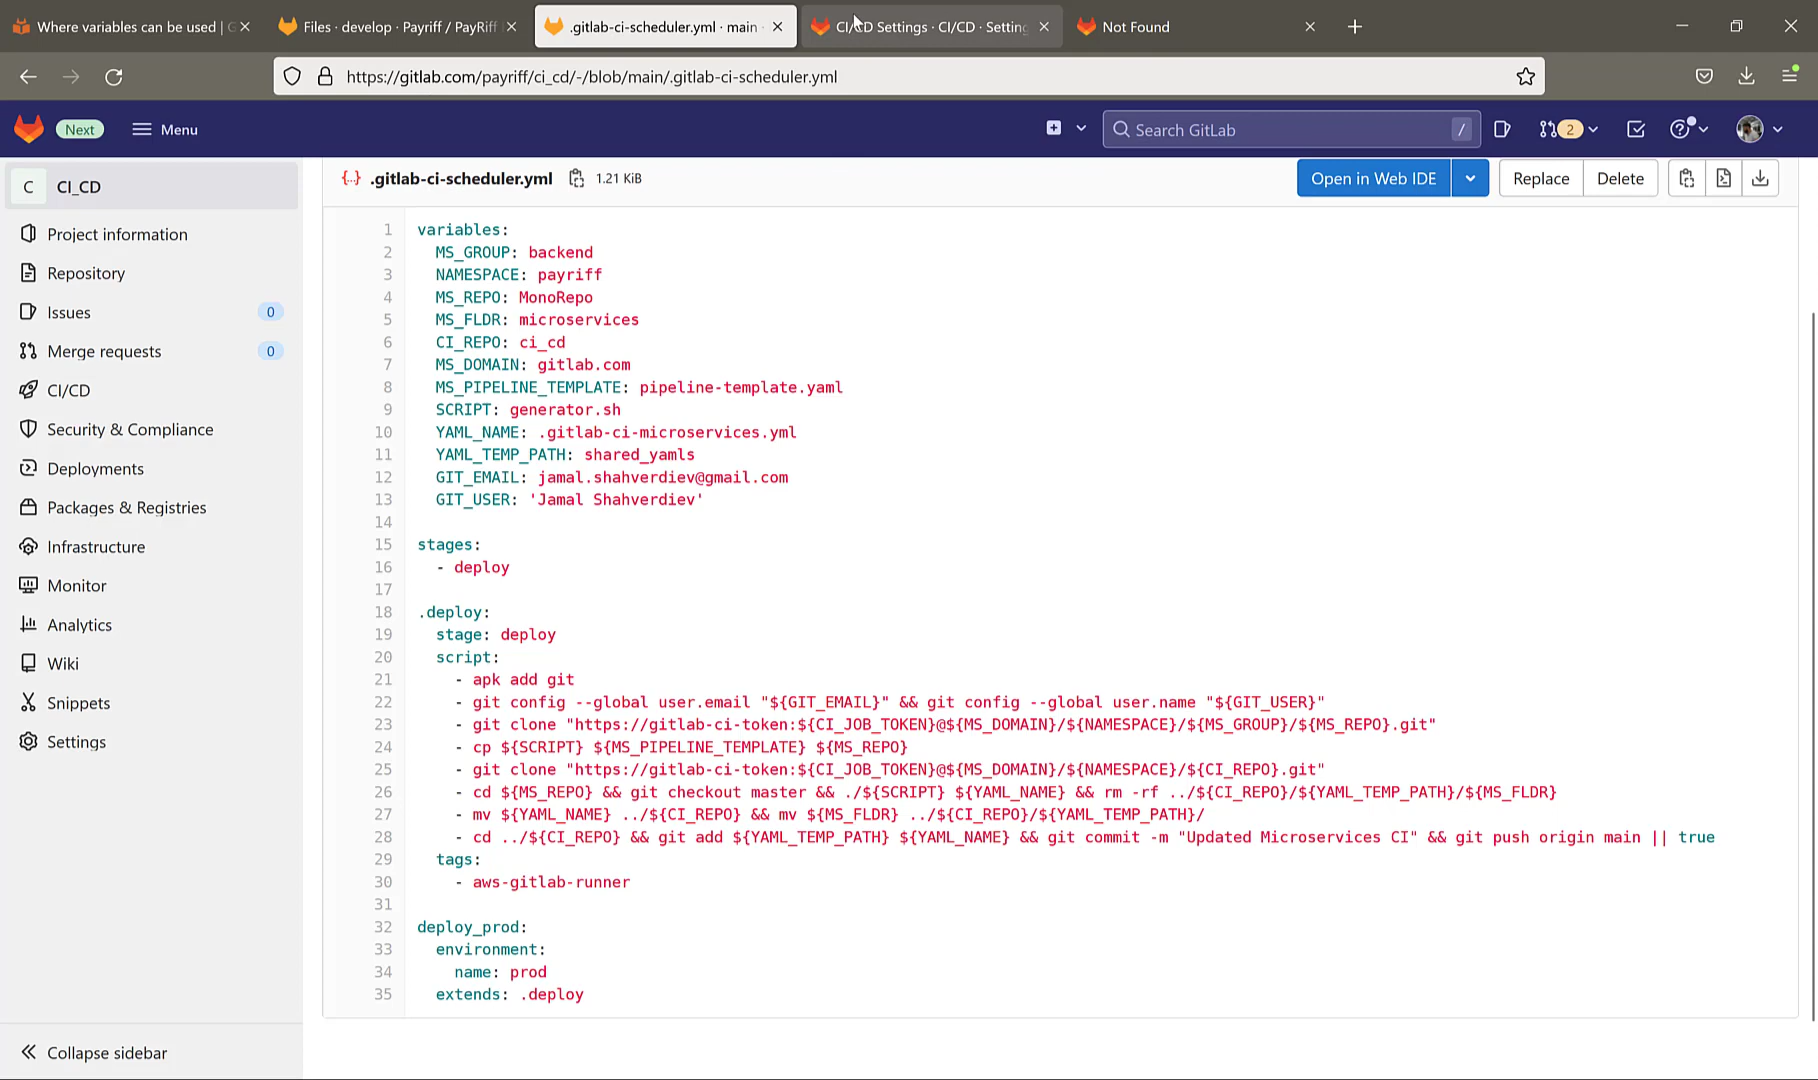 Where variables can be used | G
Files · develop · Payriff / PayRiff
.gitlab-ci-scheduler.yml · main ·
CI/CD Settings · CI/CD · Setting
Not Found
https://gitlab.com/payriff/ci_cd/-/blob/main/.gitlab-ci-scheduler.yml
Next
Menu
Search GitLab
/
2
C
CI_CD
Project information
Repository
Issues
0
Merge requests
0
CI/CD
Security & Compliance
Deployments
Packages & Registries
Infrastructure
Monitor
Analytics
Wiki
Snippets
Settings
Collapse sidebar
{..} .gitlab-ci-scheduler.yml 1.21 KiB
Open in Web IDE
Replace
Delete
1 variables:
2 MS_GROUP: backend
3 NAMESPACE: payriff
4 MS_REPO: MonoRepo
5 MS_FLDR: microservices
6 CI_REPO: ci_cd
7 MS_DOMAIN: gitlab.com
8 MS_PIPELINE_TEMPLATE: pipeline-template.yaml
9 SCRIPT: generator.sh
10 YAML_NAME: .gitlab-ci-microservices.yml
11 YAML_TEMP_PATH: shared_yamls
12 GIT_EMAIL: jamal.shahverdiev@gmail.com
13 GIT_USER: 'Jamal Shahverdiev'
14
15 stages:
16 - deploy
17
18 .deploy:
19 stage: deploy
20 script:
21 - apk add git
22 - git config --global user.email "${GIT_EMAIL}" && git config --global user.name "${GIT_USER}"
23 - git clone "https://gitlab-ci-token:${CI_JOB_TOKEN}@${MS_DOMAIN}/${NAMESPACE}/${MS_GROUP}/${MS_REPO}.git"
24 - cp ${SCRIPT} ${MS_PIPELINE_TEMPLATE} ${MS_REPO}
25 - git clone "https://gitlab-ci-token:${CI_JOB_TOKEN}@${MS_DOMAIN}/${NAMESPACE}/${CI_REPO}.git"
26 - cd ${MS_REPO} && git checkout master && ./${SCRIPT} ${YAML_NAME} && rm -rf ../${CI_REPO}/${YAML_TEMP_PATH}/${MS_FLDR}
27 - mv ${YAML_NAME} ../${CI_REPO} && mv ${MS_FLDR} ../${CI_REPO}/${YAML_TEMP_PATH}/
28 - cd ../${CI_REPO} && git add ${YAML_TEMP_PATH} ${YAML_NAME} && git commit -m "Updated Microservices CI" && git push origin main || true
29 tags:
30 - aws-gitlab-runner
31
32 deploy_prod:
33 environment:
34 name: prod
35 extends: .deploy